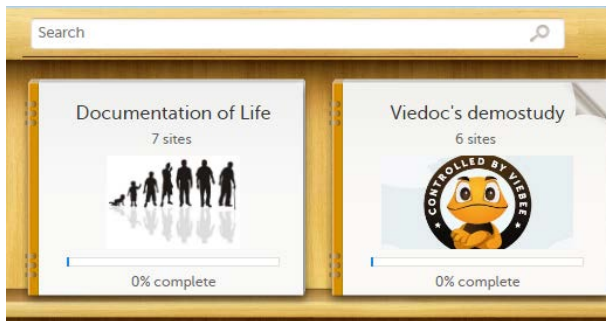 Search
Documentation of Life
7 sites
0% complete
Viedoc's demostudy
6 sites
CONTROLLED BY VIEBEE
0% complete